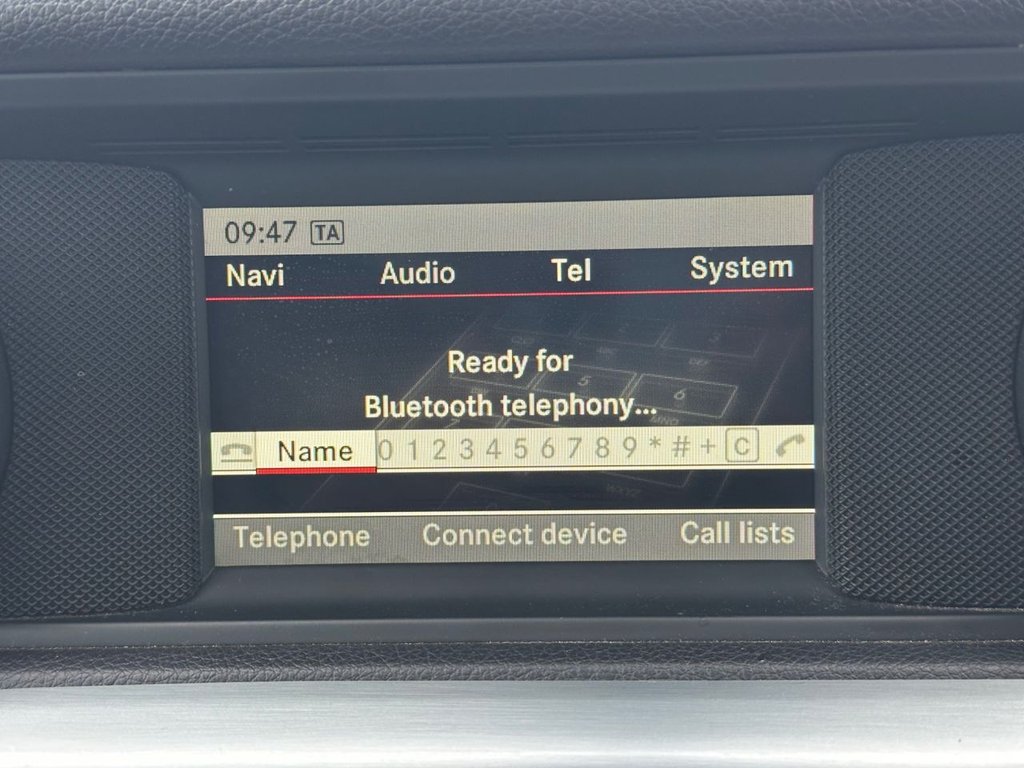 09:47 TA
Navi Audio Tel System
Ready for
Bluetooth telephony...
Name 0 1 2 3 4 5 6 7 8 9 * # + C
Telephone Connect device Call lists